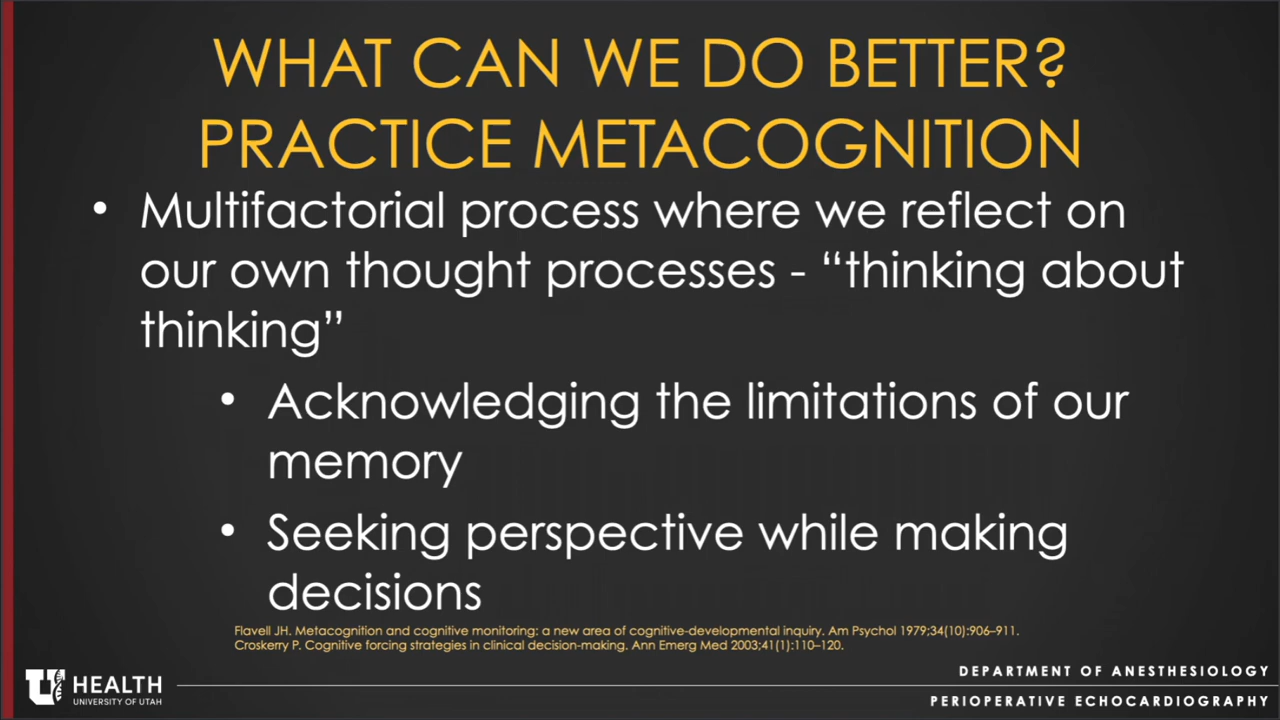 WHAT CAN WE DO BETTER?
PRACTICE METACOGNITION
• Multifactorial process where we reflect on
our own thought processes - “thinking about
thinking”
• Acknowledging the limitations of our
memory
• Seeking perspective while making
decisions
Flavell JH. Metacognition and cognitive monitoring: a new area of cognitive-developmental inquiry. Am Psychol 1979;34(10):906–911.
Croskerry P. Cognitive forcing strategies in clinical decision-making. Ann Emerg Med 2003;41(1):110–120.
U HEALTH
UNIVERSITY OF UTAH
DEPARTMENT OF ANESTHESIOLOGY
PERIOPERATIVE ECHOCARDIOGRAPHY